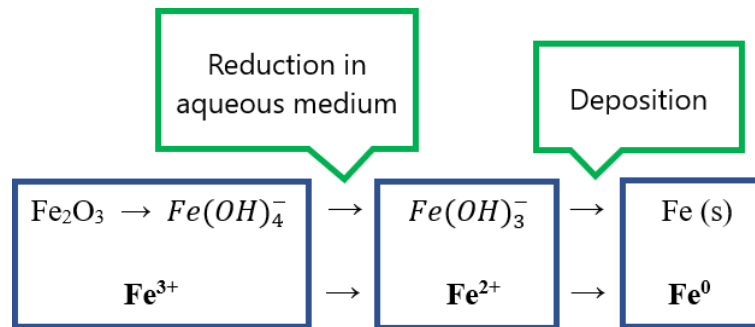 Reduction in
aqueous medium
Deposition
Fe₂O₃ → Fe(OH)₄⁻ → Fe(OH)₃⁻ → Fe (s)
Fe³⁺ → Fe²⁺ → Fe⁰